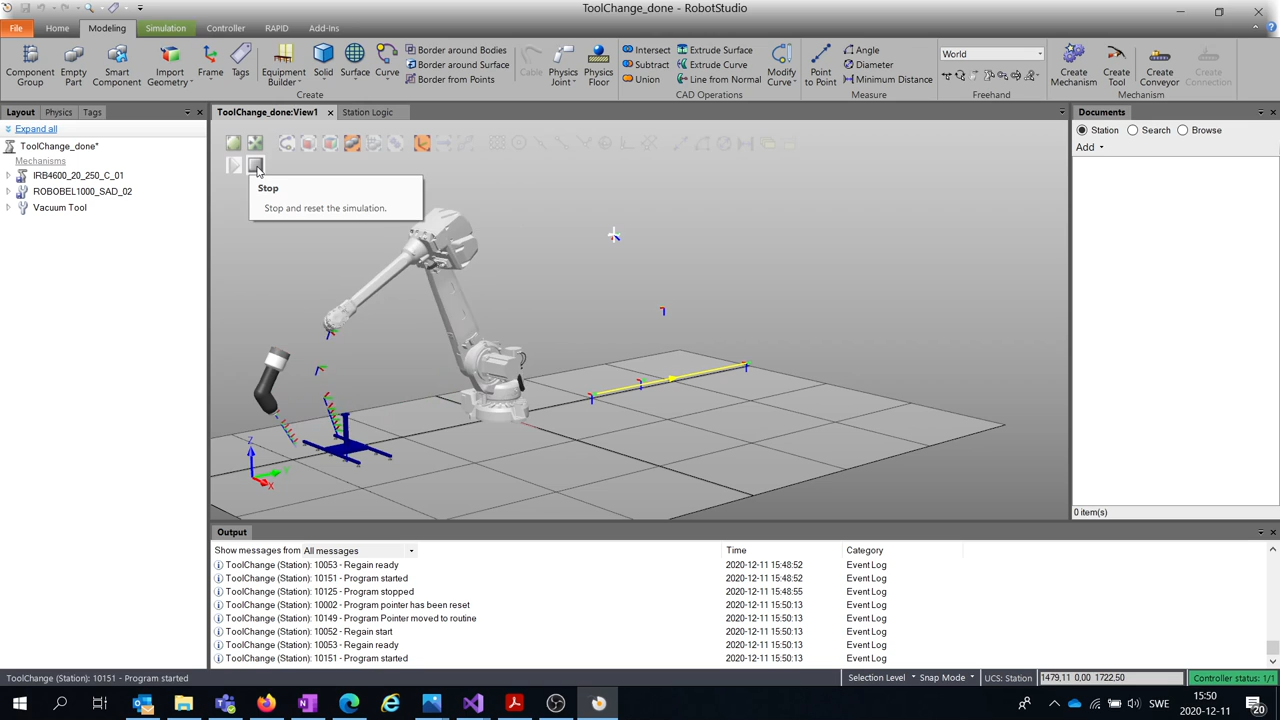 ToolChange_done - RobotStudio
File
Home
Modeling
Simulation
Controller
RAPID
Add-Ins
Component Group
Empty Part
Smart Component
Import Geometry
Frame
Tags
Equipment Builder
Solid
Surface
Curve
Border around Bodies
Border around Surface
Border from Points
Create
Cable
Physics Joint
Physics Floor
Intersect
Subtract
Union
Extrude Surface
Extrude Curve
Line from Normal
Modify Curve
CAD Operations
Point to Point
Angle
Diameter
Minimum Distance
Measure
World
Freehand
Create Mechanism
Create Tool
Create Conveyor
Create Connection
Mechanism
Layout
Physics
Tags
Expand all
ToolChange_done*
Mechanisms
IRB4600_20_250_C_01
ROBOBEL1000_SAD_02
Vacuum Tool
ToolChange_done:View1
Station Logic
Stop
Stop and reset the simulation.
Z
Y
X
Documents
Station
Search
Browse
Add
0 item(s)
Output
Show messages from
All messages
Time
Category
ToolChange (Station): 10053 - Regain ready 2020-12-11 15:48:52 Event Log
ToolChange (Station): 10151 - Program started 2020-12-11 15:48:52 Event Log
ToolChange (Station): 10125 - Program stopped 2020-12-11 15:48:55 Event Log
ToolChange (Station): 10002 - Program pointer has been reset 2020-12-11 15:50:13 Event Log
ToolChange (Station): 10149 - Program Pointer moved to routine 2020-12-11 15:50:13 Event Log
ToolChange (Station): 10052 - Regain start 2020-12-11 15:50:13 Event Log
ToolChange (Station): 10053 - Regain ready 2020-12-11 15:50:13 Event Log
ToolChange (Station): 10151 - Program started 2020-12-11 15:50:13 Event Log
ToolChange (Station): 10151 - Program started
Selection Level
Snap Mode
UCS: Station
1479,11 0,00 1722,50
Controller status: 1/1
SWE
15:50
2020-12-11
20